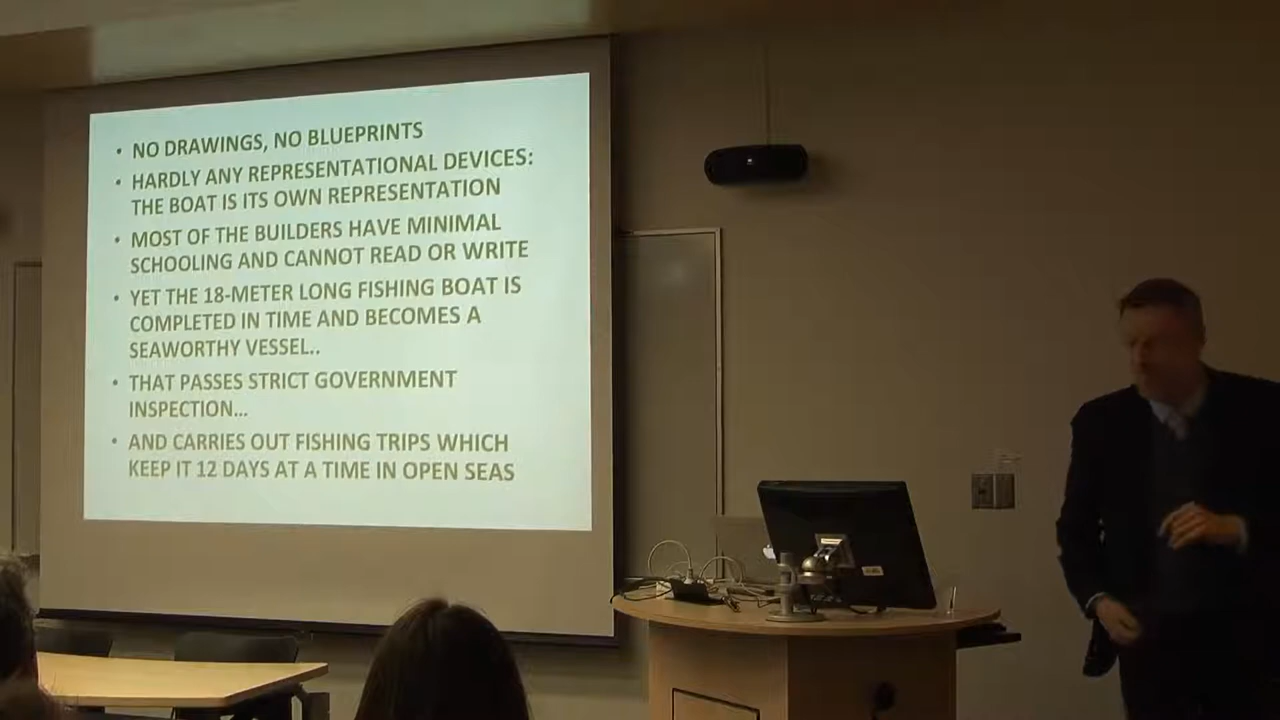 • NO DRAWINGS, NO BLUEPRINTS
• HARDLY ANY REPRESENTATIONAL DEVICES:
THE BOAT IS ITS OWN REPRESENTATION
• MOST OF THE BUILDERS HAVE MINIMAL
SCHOOLING AND CANNOT READ OR WRITE
• YET THE 18-METER LONG FISHING BOAT IS
COMPLETED IN TIME AND BECOMES A
SEAWORTHY VESSEL..
• THAT PASSES STRICT GOVERNMENT
INSPECTION...
• AND CARRIES OUT FISHING TRIPS WHICH
KEEP IT 12 DAYS AT A TIME IN OPEN SEAS